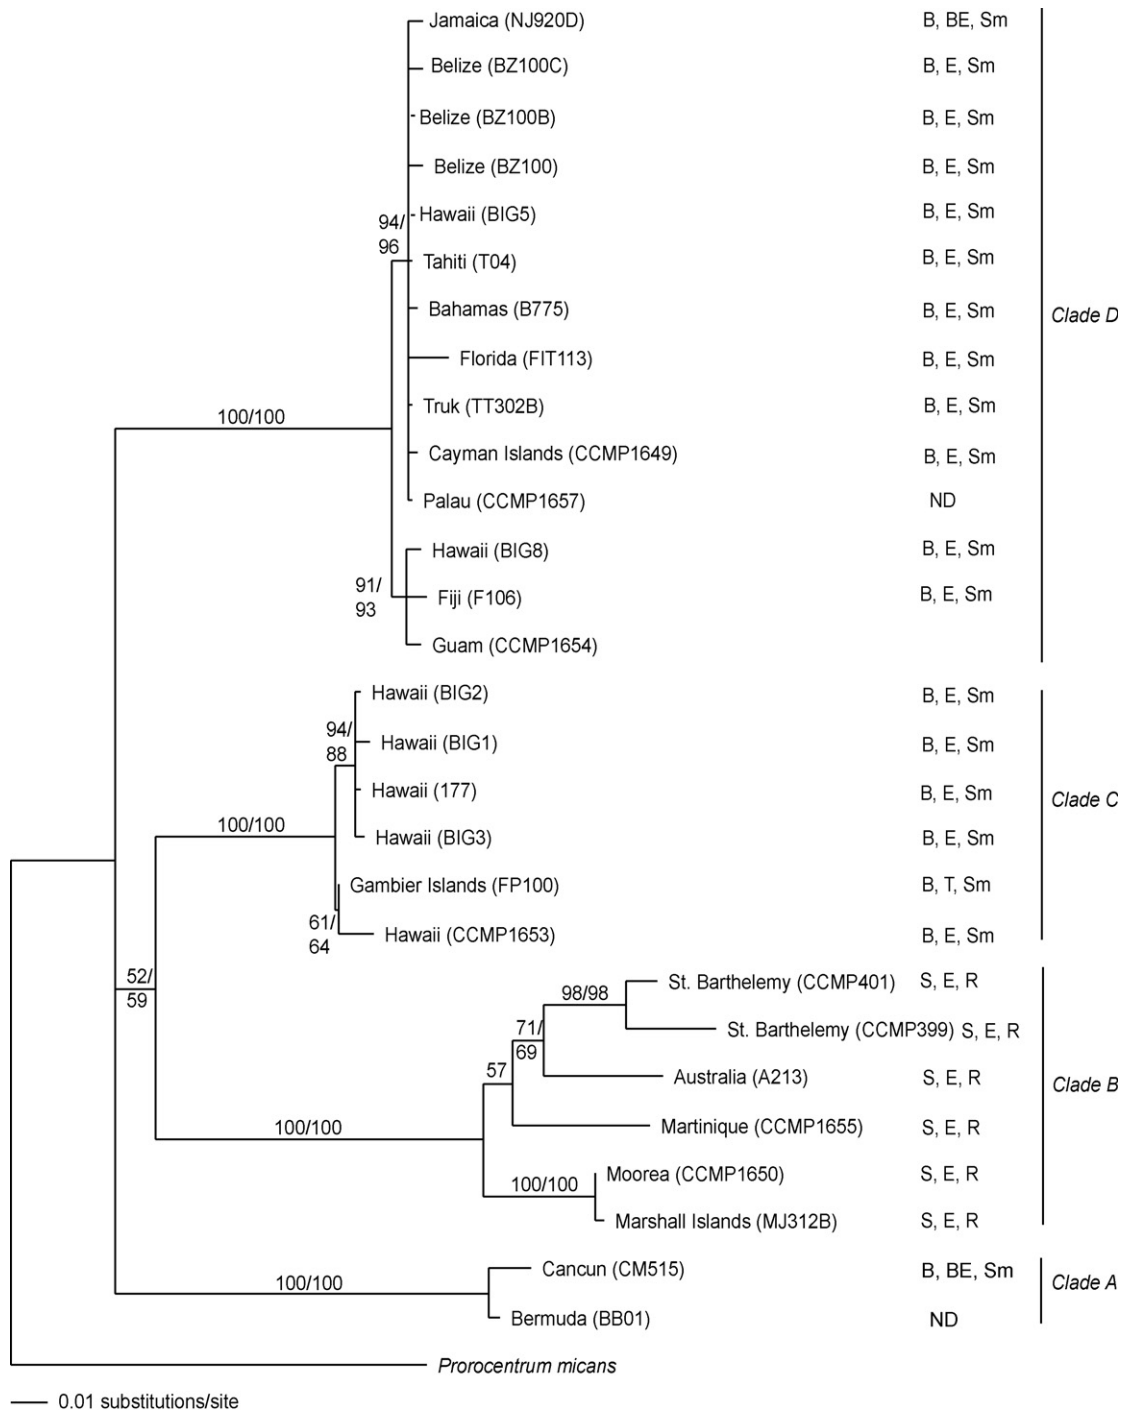 Jamaica (NJ920D) B, BE, Sm
Belize (BZ100C) B, E, Sm
Belize (BZ100B) B, E, Sm
Belize (BZ100) B, E, Sm
Hawaii (BIG5) B, E, Sm
94/
96
Tahiti (T04) B, E, Sm
Bahamas (B775) B, E, Sm
Clade D
Florida (FIT113) B, E, Sm
Truk (TT302B) B, E, Sm
100/100
Cayman Islands (CCMP1649) B, E, Sm
Palau (CCMP1657) ND
Hawaii (BIG8) B, E, Sm
91/
93
Fiji (F106) B, E, Sm
Guam (CCMP1654)
Hawaii (BIG2) B, E, Sm
94/
88
Hawaii (BIG1) B, E, Sm
Hawaii (177) B, E, Sm
Clade C
100/100
Hawaii (BIG3) B, E, Sm
Gambier Islands (FP100) B, T, Sm
61/
64
Hawaii (CCMP1653) B, E, Sm
52/
59
St. Barthelemy (CCMP401) S, E, R
98/98
St. Barthelemy (CCMP399) S, E, R
71/
69
57
Australia (A213) S, E, R
Clade B
Martinique (CCMP1655) S, E, R
100/100
Moorea (CCMP1650) S, E, R
100/100
Marshall Islands (MJ312B) S, E, R
Cancun (CM515) B, BE, Sm
100/100
Clade A
Bermuda (BB01) ND
Prorocentrum micans
0.01 substitutions/site